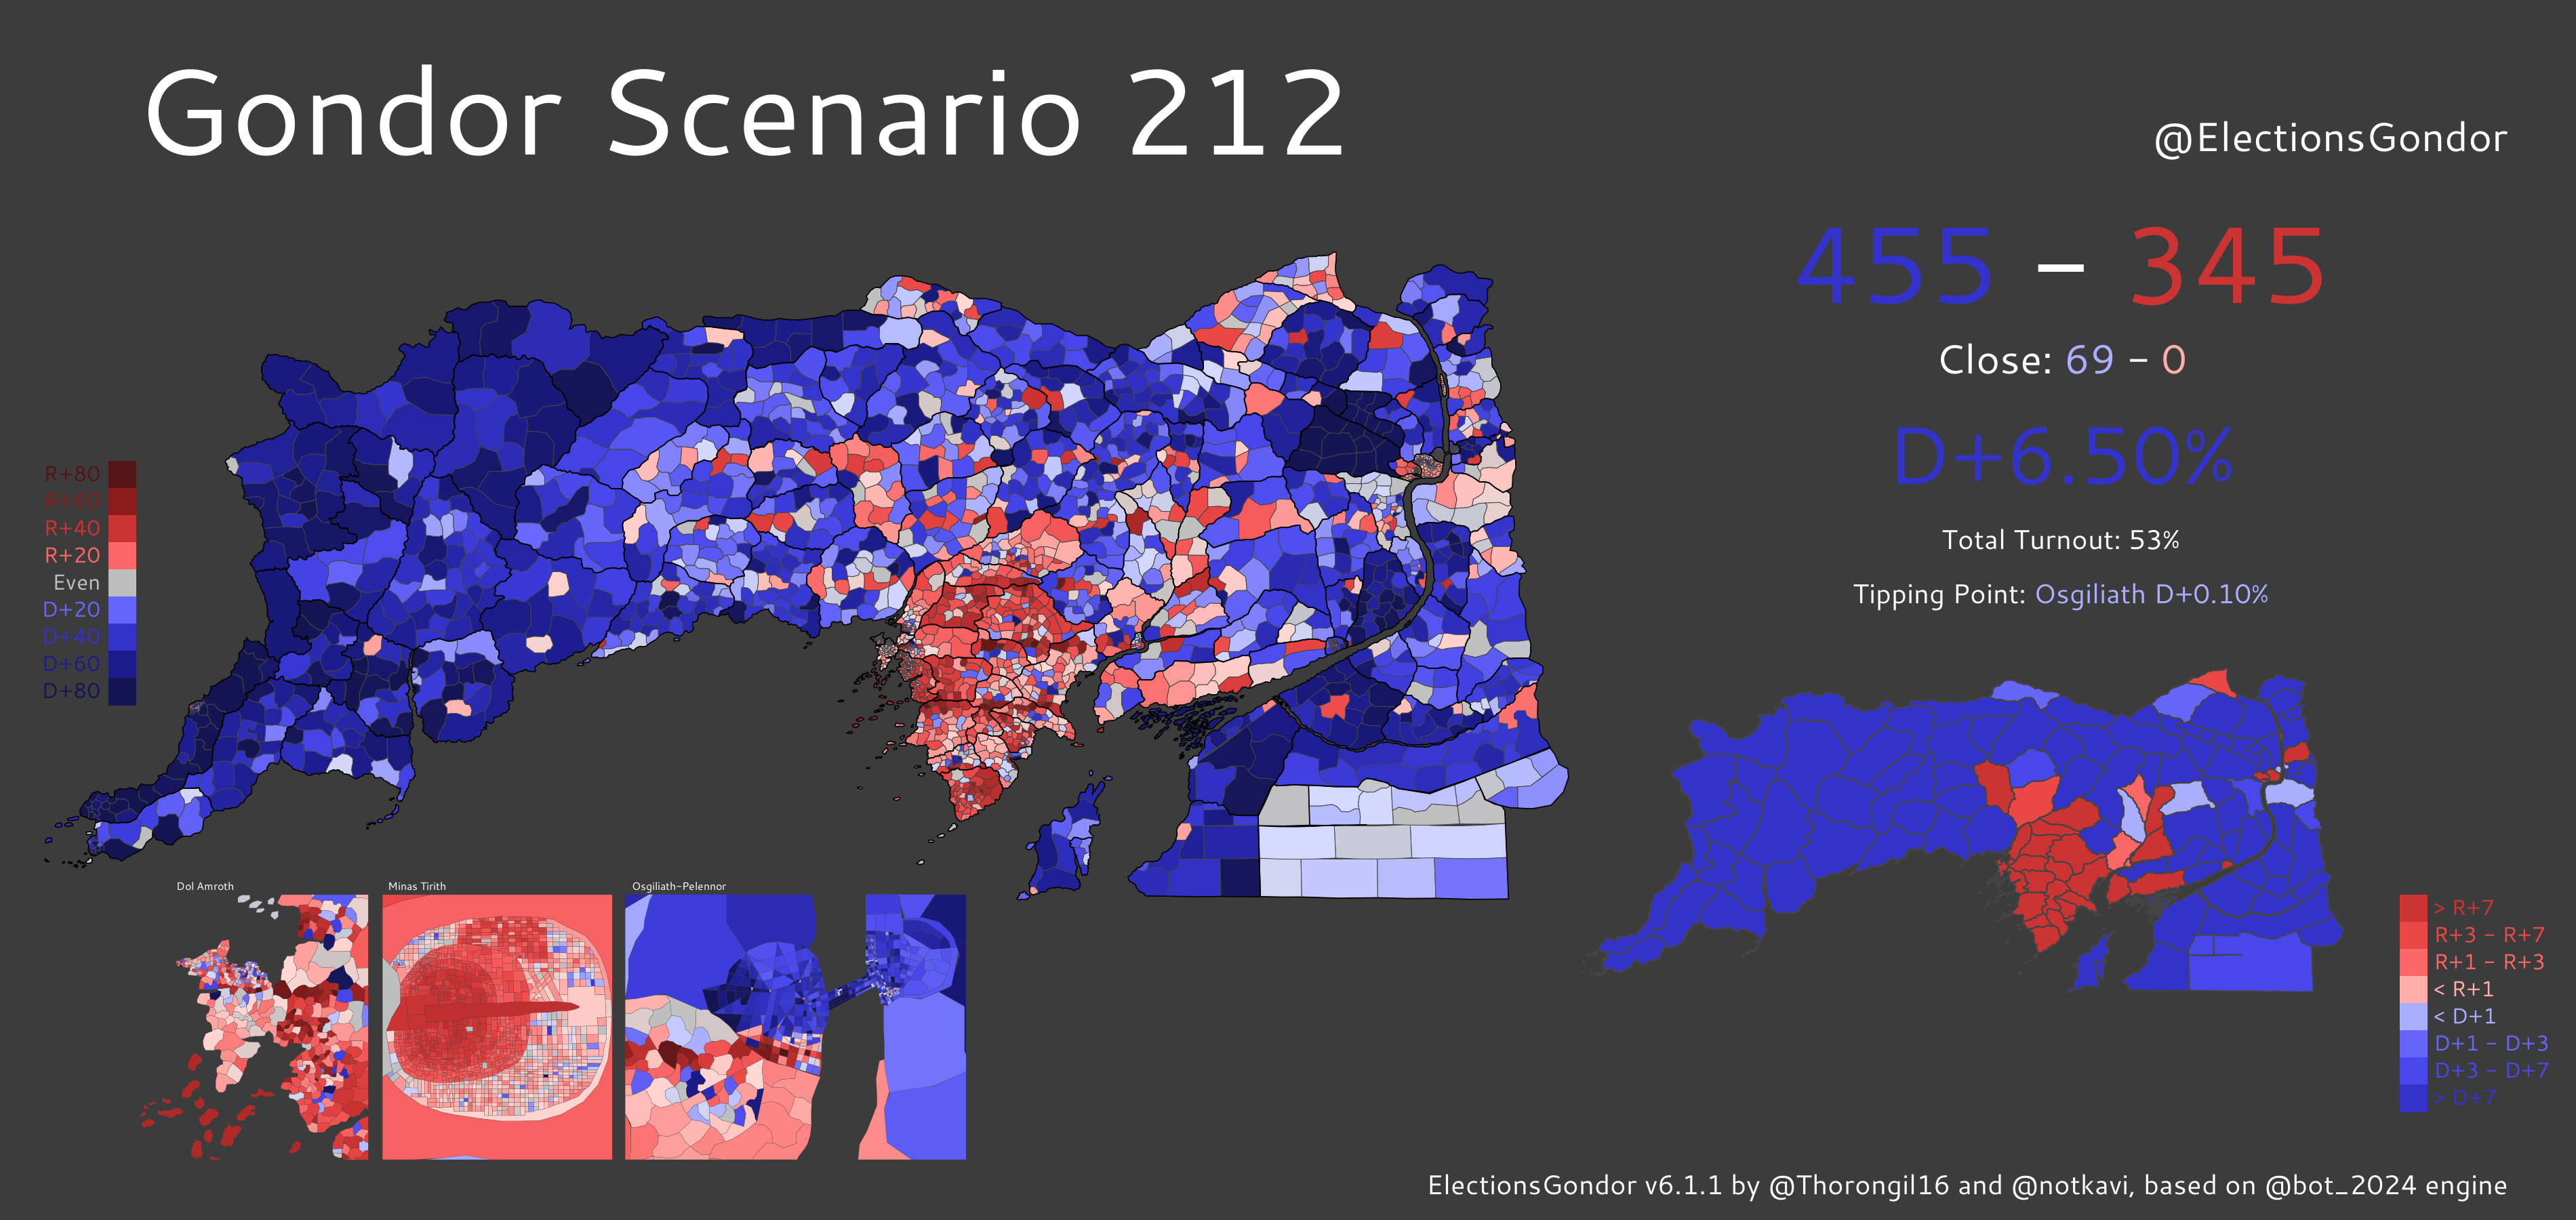 Gondor Scenario 212
@ElectionsGondor
455 – 345
Close: 69 – 0
D+6.50%
Total Turnout: 53%
Tipping Point: Osgiliath D+0.10%
R+80
R+60
R+40
R+20
Even
D+20
D+40
D+60
D+80
Dol Amroth
Minas Tirith
Osgiliath-Pelennor
> R+7
R+3 – R+7
R+1 – R+3
< R+1
< D+1
D+1 – D+3
D+3 – D+7
> D+7
ElectionsGondor v6.1.1 by @Thorongil16 and @notkavi, based on @bot_2024 engine